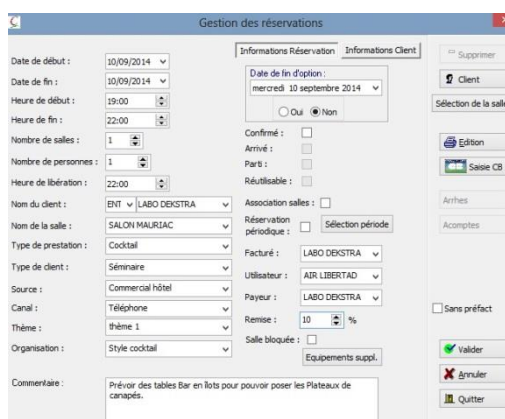 Gestion des réservations
Informations Réservation Informations Client
Date de début : 10/09/2014
Date de fin : 10/09/2014
Heure de début : 19:00
Heure de fin : 22:00
Nombre de salles : 1
Nombre de personnes : 1
Heure de libération : 22:00
Nom du client : ENT LABO DEKSTRA
Nom de la salle : SALON MAURIAC
Type de prestation : Cocktail
Type de client : Séminaire
Source : Commercial hôtel
Canal : Téléphone
Thème : thème 1
Organisation : Style cocktail
Commentaire : Prévoir des tables Bar en îlots pour pouvoir poser les Plateaux de
canapés.
Date de fin d'option :
mercredi 10 septembre 2014
Oui Non
Confirmé :
Arrivé :
Parti :
Réutilisable :
Association salles :
Réservation
périodique : Sélection période
Facturé : LABO DEKSTRA
Utilisateur : AIR LIBERTAD
Payeur : LABO DEKSTRA
Remise : 10 %
Salle bloquée :
Equipements suppl.
Supprimer
Client
Sélection de la salle
Edition
Saisie CB
Arrhes
Acomptes
Sans préfact
Valider
Annuler
Quitter